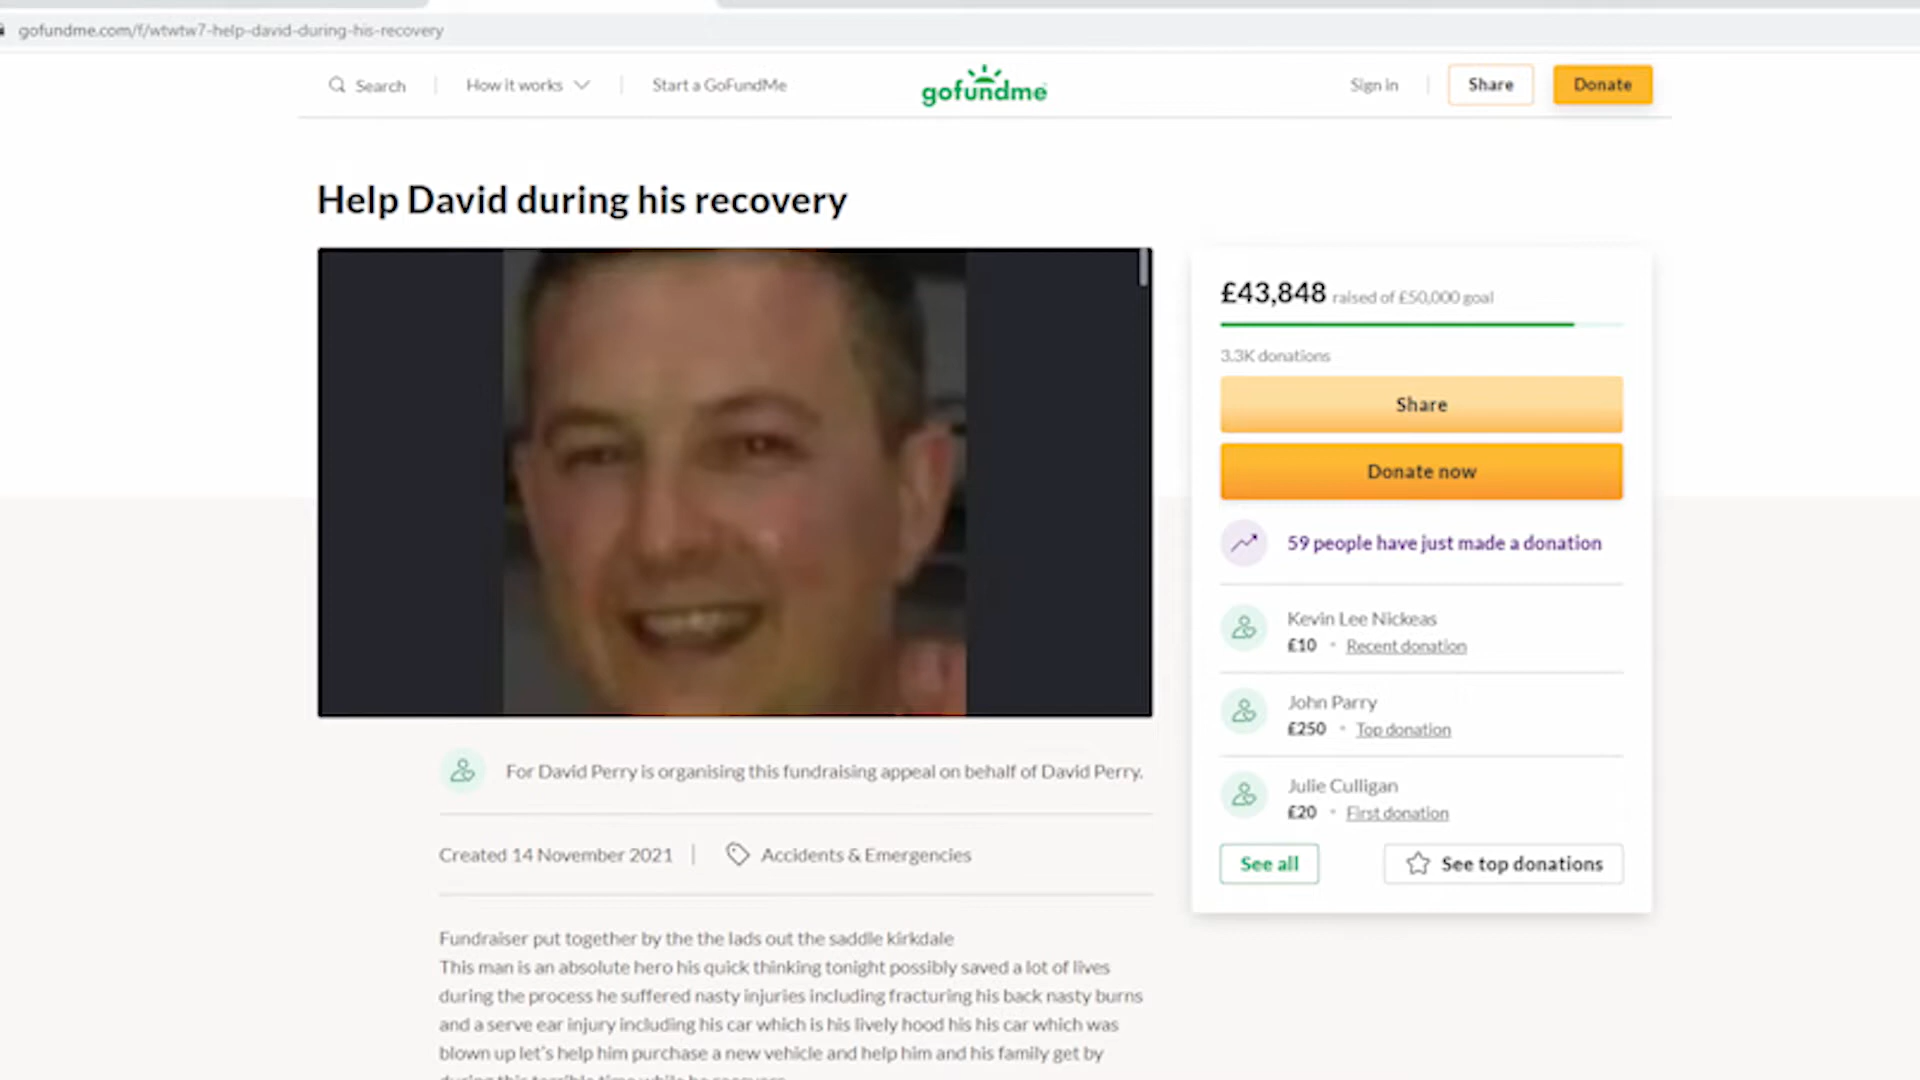 gofundme.com/f/wtwtw7-help-david-during-his-recovery
Search
How it works
Start a GoFundMe
gofundme
Sign in
Share
Donate
Help David during his recovery
£43,848 raised of £50,000 goal
3.3K donations
Share
Donate now
59 people have just made a donation
Kevin Lee Nickeas
£10 • Recent donation
John Parry
£250 • Top donation
Julie Culligan
£20 • First donation
See all
See top donations
For David Perry is organising this fundraising appeal on behalf of David Perry.
Created 14 November 2021
Accidents & Emergencies
Fundraiser put together by the the lads out the saddle kirkdale
This man is an absolute hero his quick thinking tonight possibly saved a lot of lives
during the process he suffered nasty injuries including fracturing his back nasty burns
and a serve ear injury including his car which is his lively hood his his car which was
blown up let's help him purchase a new vehicle and help him and his family get by
during this terrible time while he recovers